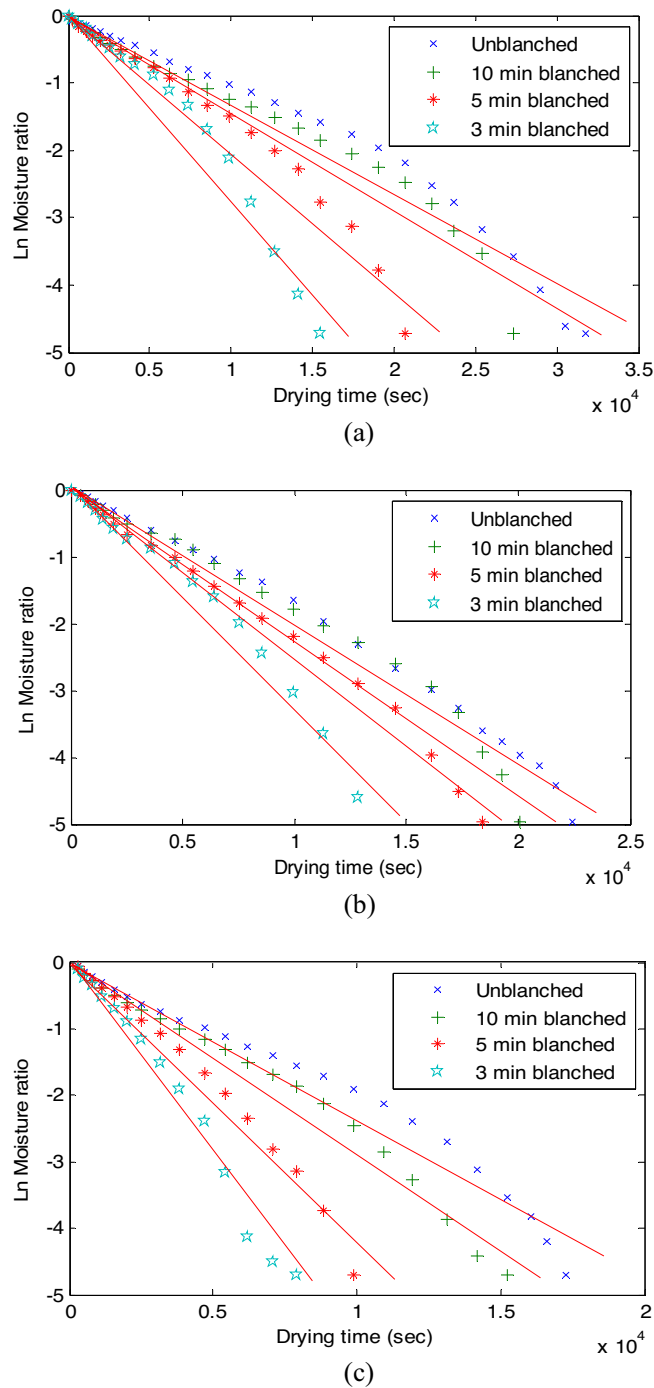 0
-1
-2
-3
-4
-5
Ln Moisture ratio
Unblanched
10 min blanched
5 min blanched
3 min blanched
0 0.5 1 1.5 2 2.5 3 3.5
Drying time (sec)
x 10^4
(a)
0
-1
-2
-3
-4
-5
Ln Moisture ratio
Unblanched
10 min blanched
5 min blanched
3 min blanched
0 0.5 1 1.5 2 2.5
Drying time (sec)
x 10^4
(b)
0
-1
-2
-3
-4
-5
Ln Moisture ratio
Unblanched
10 min blanched
5 min blanched
3 min blanched
0 0.5 1 1.5 2
Drying time (sec)
x 10^4
(c)